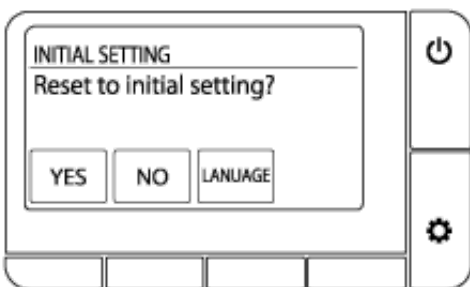 INITIAL SETTING
Reset to initial setting?
YES NO LANUAGE